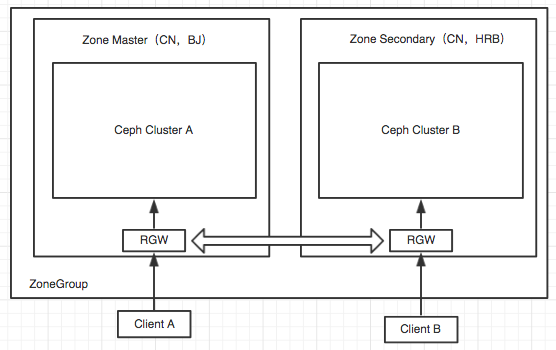 Zone Master（CN，BJ）
Zone Secondary（CN，HRB）
Ceph Cluster A
Ceph Cluster B
RGW
RGW
ZoneGroup
Client A
Client B